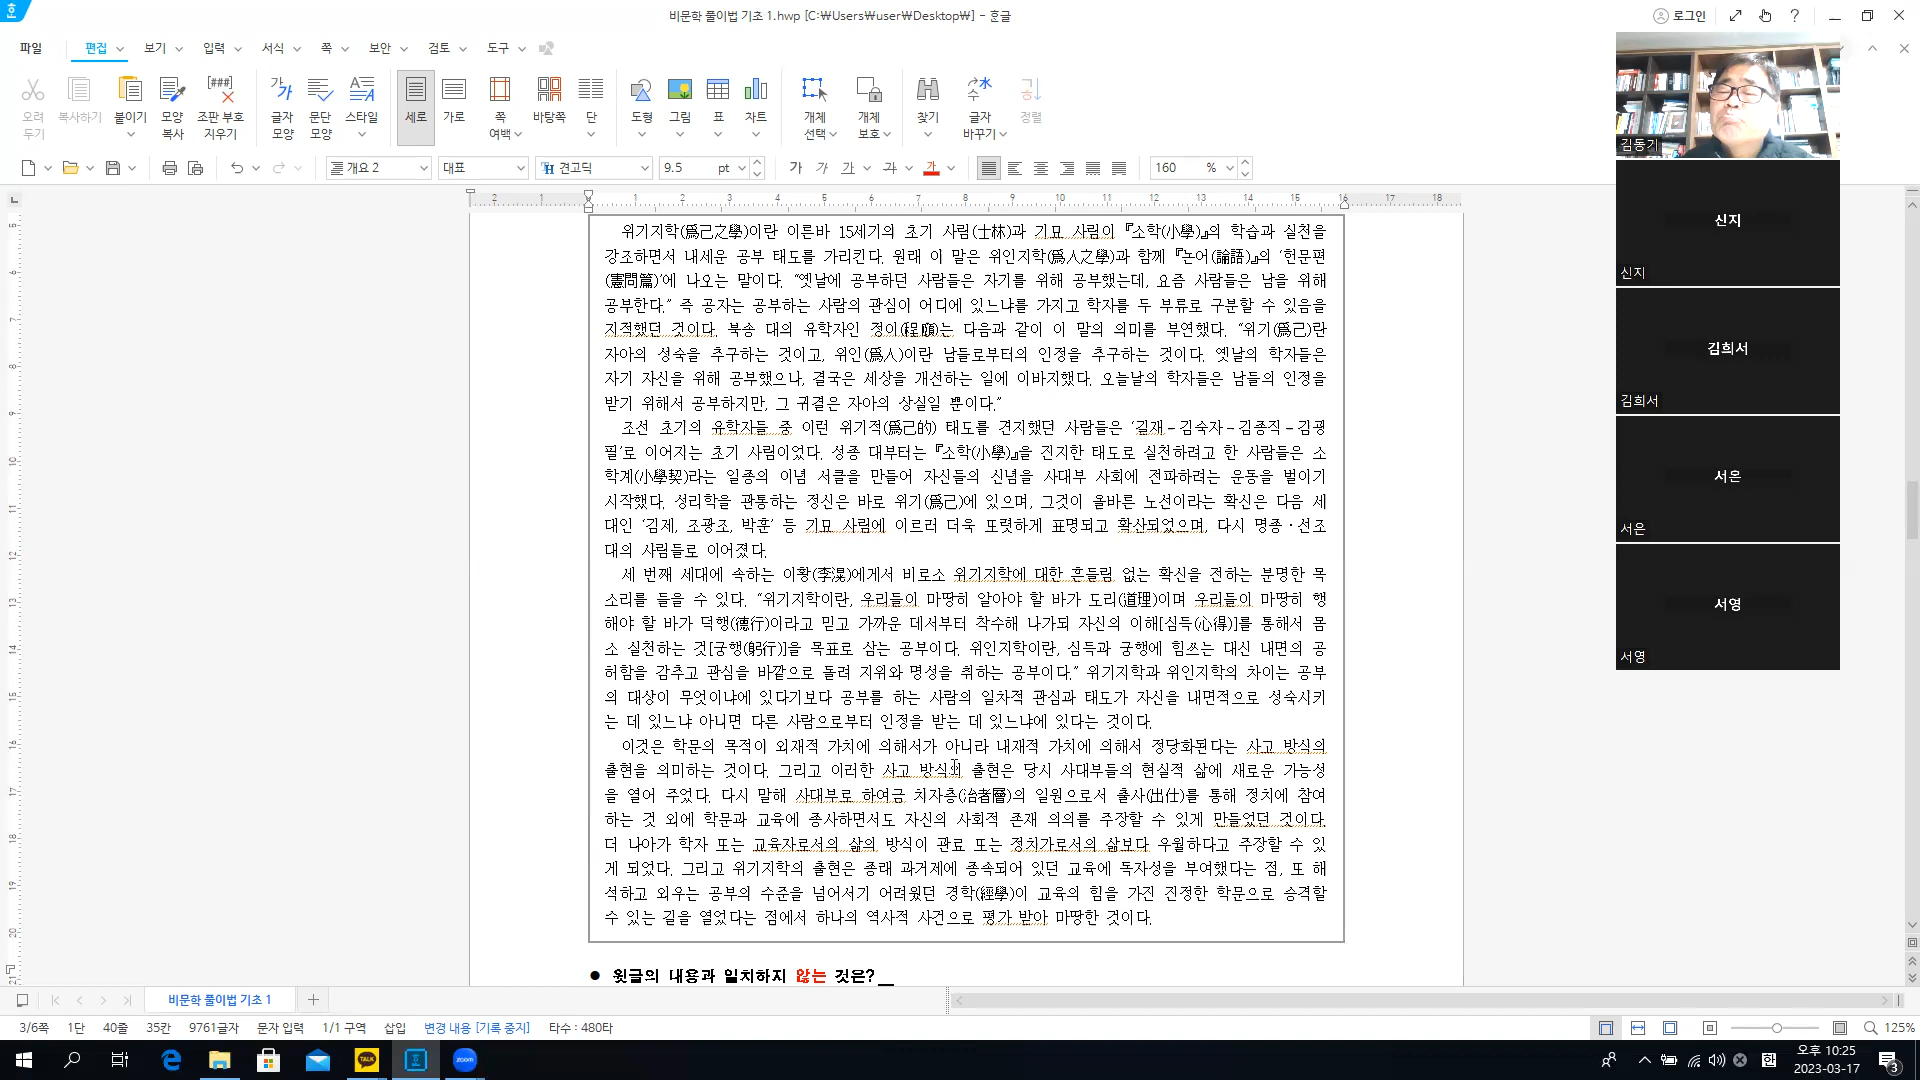 비문학 풀이법 기초 1.hwp [C:₩Users₩user₩Desktop₩] - 흔글
로그인
파일 편집 보기 입력 서식 쪽 보안 검토 도구
오려 두기 복사하기 붙이기 모양 복사 조판 부호 지우기 글자 모양 문단 모양 스타일 세로 가로 쪽 여백 바탕쪽 단 도형 그림 표 차트 개체 선택 개체 보호 찾기 글자 바꾸기 정렬
개요 2 대표 견고딕 9.5 pt 가 가 가 가 가 160 %
2 1 1 2 3 4 5 6 7 8 9 10 11 12 13 14 15 16 17 18
위기지학(爲己之學)이란 이른바 15세기의 초기 사림(士林)과 기묘 사림이 『소학(小學)』의 학습과 실천을
강조하면서 내세운 공부 태도를 가리킨다. 원래 이 말은 위인지학(爲人之學)과 함께 『논어(論語)』의 ‘헌문편
(憲問篇)’에 나오는 말이다. “옛날에 공부하던 사람들은 자기를 위해 공부했는데, 요즘 사람들은 남을 위해
공부한다.” 즉 공자는 공부하는 사람의 관심이 어디에 있느냐를 가지고 학자를 두 부류로 구분할 수 있음을
지적했던 것이다. 북송 대의 유학자인 정이(程頤)는 다음과 같이 이 말의 의미를 부연했다. “위기(爲己)란
자아의 성숙을 추구하는 것이고, 위인(爲人)이란 남들로부터의 인정을 추구하는 것이다. 옛날의 학자들은
자기 자신을 위해 공부했으나, 결국은 세상을 개선하는 일에 이바지했다. 오늘날의 학자들은 남들의 인정을
받기 위해서 공부하지만, 그 귀결은 자아의 상실일 뿐이다.”
조선 초기의 유학자들 중 이런 위기적(爲己的) 태도를 견지했던 사람들은 ‘길재-김숙자-김종직-김굉
필’로 이어지는 초기 사림이었다. 성종 대부터는 『소학(小學)』을 진지한 태도로 실천하려고 한 사람들은 소
학계(小學契)라는 일종의 이념 서클을 만들어 자신들의 신념을 사대부 사회에 전파하려는 운동을 벌이기
시작했다. 성리학을 관통하는 정신은 바로 위기(爲己)에 있으며, 그것이 올바른 노선이라는 확신은 다음 세
대인 ‘김제, 조광조, 박훈’ 등 기묘 사림에 이르러 더욱 또렷하게 표명되고 확산되었으며, 다시 명종·선조
대의 사림들로 이어졌다.
세 번째 세대에 속하는 이황(李滉)에게서 비로소 위기지학에 대한 흔들림 없는 확신을 전하는 분명한 목
소리를 들을 수 있다. “위기지학이란, 우리들이 마땅히 알아야 할 바가 도리(道理)이며 우리들이 마땅히 행
해야 할 바가 덕행(德行)이라고 믿고 가까운 데서부터 착수해 나가되 자신의 이해[심득(心得)]를 통해서 몸
소 실천하는 것[궁행(躬行)]을 목표로 삼는 공부이다. 위인지학이란, 심득과 궁행에 힘쓰는 대신 내면의 공
허함을 감추고 관심을 바깥으로 돌려 지위와 명성을 취하는 공부이다.” 위기지학과 위인지학의 차이는 공부
의 대상이 무엇이냐에 있다기보다 공부를 하는 사람의 일차적 관심과 태도가 자신을 내면적으로 성숙시키
는 데 있느냐 아니면 다른 사람으로부터 인정을 받는 데 있느냐에 있다는 것이다.
이것은 학문의 목적이 외재적 가치에 의해서가 아니라 내재적 가치에 의해서 정당화된다는 사고 방식의
출현을 의미하는 것이다. 그리고 이러한 사고 방식의 출현은 당시 사대부들의 현실적 삶에 새로운 가능성
을 열어 주었다. 다시 말해 사대부로 하여금 치자층(治者層)의 일원으로서 출사(出仕)를 통해 정치에 참여
하는 것 외에 학문과 교육에 종사하면서도 자신의 사회적 존재 의의를 주장할 수 있게 만들었던 것이다.
더 나아가 학자 또는 교육자로서의 삶의 방식이 관료 또는 정치가로서의 삶보다 우월하다고 주장할 수 있
게 되었다. 그리고 위기지학의 출현은 종래 과거제에 종속되어 있던 교육에 독자성을 부여했다는 점, 또 해
석하고 외우는 공부의 수준을 넘어서기 어려웠던 경학(經學)이 교육의 힘을 가진 진정한 학문으로 승격할
수 있는 길을 열었다는 점에서 하나의 역사적 사건으로 평가 받아 마땅한 것이다.
● 윗글의 내용과 일치하지 않는 것은?
김동기
신지
신지
김희서
김희서
서은
서은
서영
서영
비문학 풀이법 기초 1
3/6쪽 1단 40줄 35칸 9761글자 문자 입력 1/1 구역 삽입 변경 내용 [기록 중지] 타수 : 480타 125%
TALK zoom 한 오후 10:25
2023-03-17 3